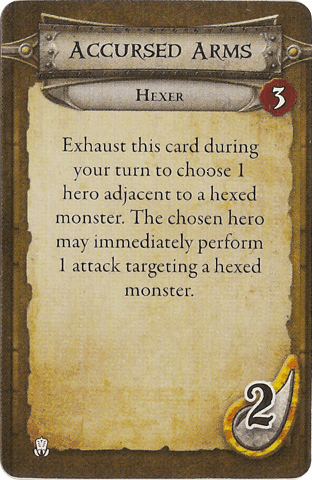 Accursed Arms
Hexer
3
Exhaust this card during
your turn to choose 1
hero adjacent to a hexed
monster. The chosen hero
may immediately perform
1 attack targeting a hexed
monster.
2